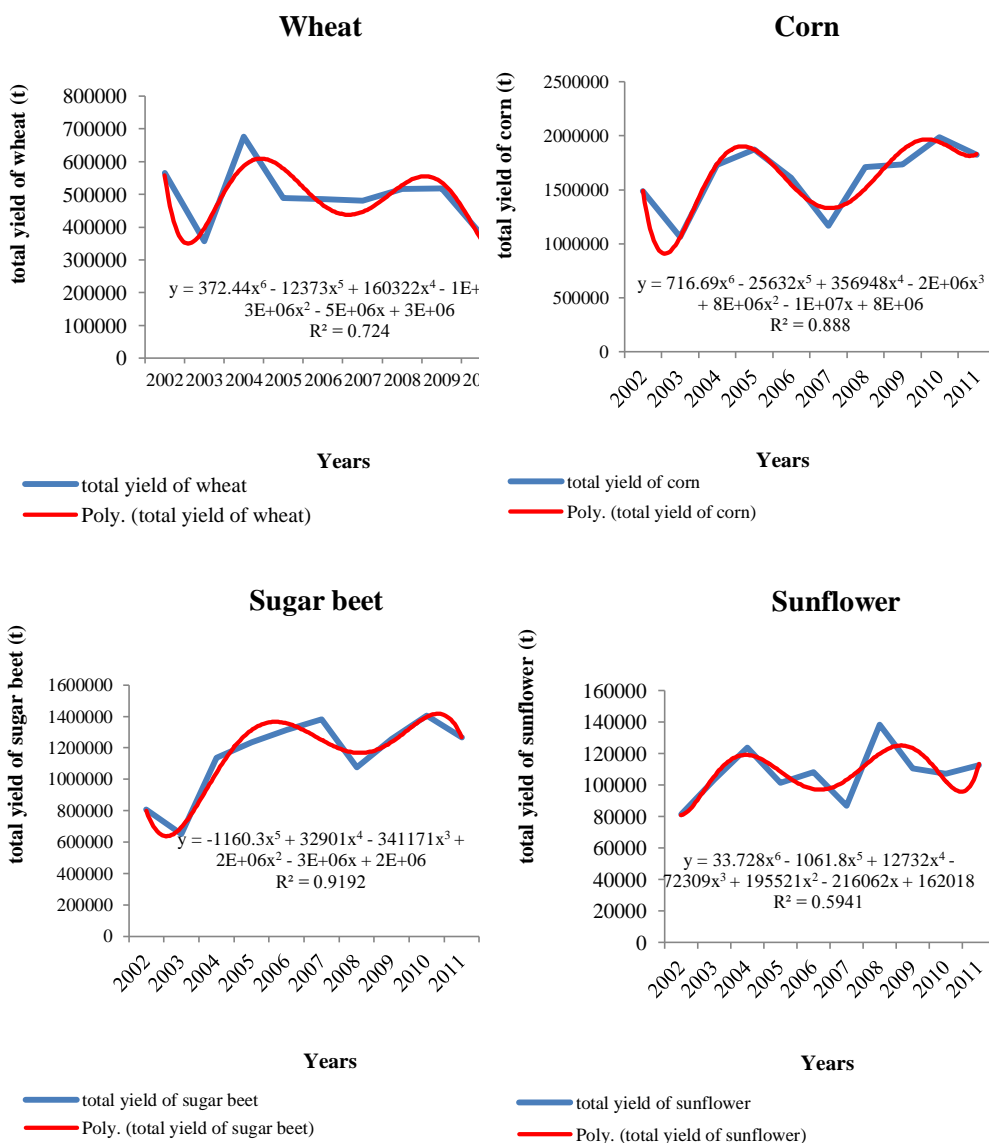 Wheat
total yield of wheat (t)
800000
700000
600000
500000
400000
300000
200000
100000
0
y = 372.44x⁶ - 12373x⁵ + 160322x⁴ - 1E+
3E+06x² - 5E+06x + 3E+06
R² = 0.724
2002 2003 2004 2005 2006 2007 2008 2009 20
Years
total yield of wheat
Poly. (total yield of wheat)
Corn
total yield of corn (t)
2500000
2000000
1500000
1000000
500000
0
y = 716.69x⁶ - 25632x⁵ + 356948x⁴ - 2E+06x³
+ 8E+06x² - 1E+07x + 8E+06
R² = 0.888
2002 2003 2004 2005 2006 2007 2008 2009 2010 2011
Years
total yield of corn
Poly. (total yield of corn)
Sugar beet
total yield of sugar beet (t)
1600000
1400000
1200000
1000000
800000
600000
400000
200000
0
y = -1160.3x⁵ + 32901x⁴ - 341171x³ +
2E+06x² - 3E+06x + 2E+06
R² = 0.9192
2002 2003 2004 2005 2006 2007 2008 2009 2010 2011
Years
total yield of sugar beet
Poly. (total yield of sugar beet)
Sunflower
total yield of sunflower (t)
160000
140000
120000
100000
80000
60000
40000
20000
0
y = 33.728x⁶ - 1061.8x⁵ + 12732x⁴ -
72309x³ + 195521x² - 216062x + 162018
R² = 0.5941
2002 2003 2004 2005 2006 2007 2008 2009 2010 2011
Years
total yield of sunflower
Poly. (total yield of sunflower)